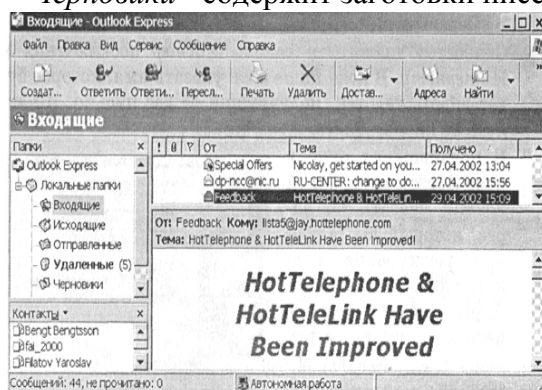 Черновики - содержит заготовки писе
Входящие - Outlook Express
Файл Правка Вид Сервис Сообщение Справка
Создат... Ответить Ответи... Пересл... Печать Удалить Достав... Адреса Найти
Входящие
Папки
Outlook Express
Локальные папки
Входящие
Исходящие
Отправленные
Удаленные (5)
Черновики
Контакты
Bengt Bengtsson
fai_2000
Filatov Yaroslav
! От Тема Получено
Special Offers Nicolay, get started on you... 27.04.2002 13:04
dp-ncc@nic.ru RU-CENTER: change to do... 27.04.2002 15:56
Feedback HotTelephone & HotTeleLin... 29.04.2002 15:09
От: Feedback Кому: lista5@jay.hottelephone.com
Тема: HotTelephone & HotTeleLink Have Been Improved!
HotTelephone &
HotTeleLink Have
Been Improved
Сообщений: 44, не прочитано: 0 Автономная работа